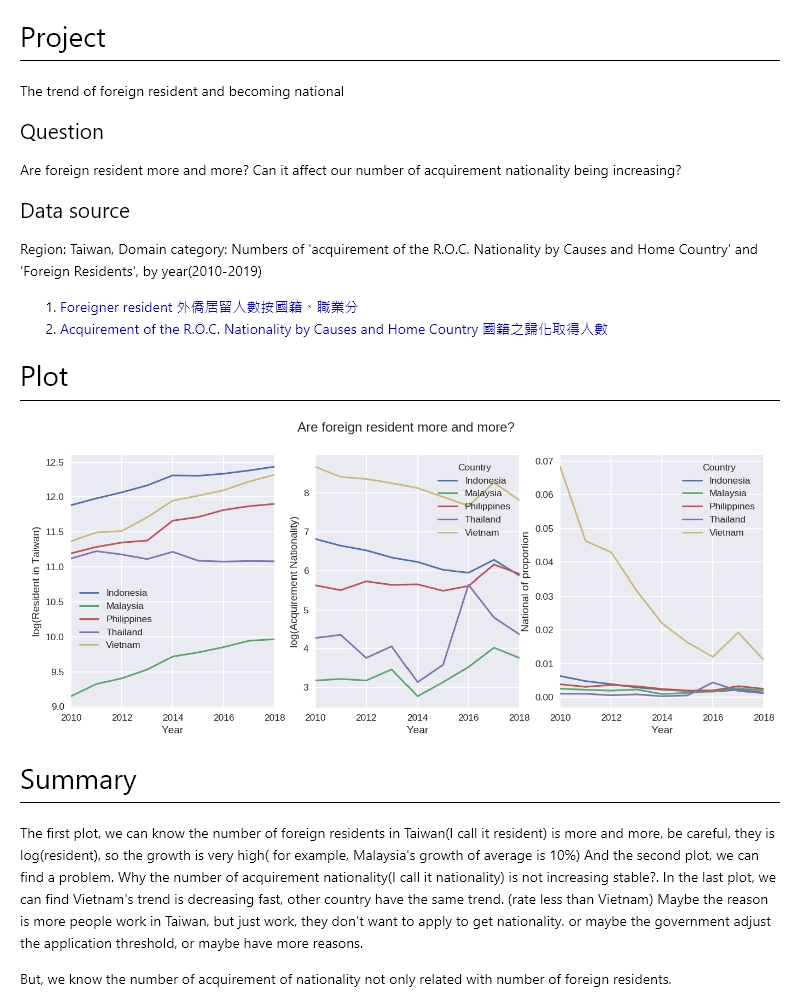 Project
The trend of foreign resident and becoming national
Question
Are foreign resident more and more? Can it affect our number of acquirement nationality being increasing?
Data source
Region: Taiwan, Domain category: Numbers of 'acquirement of the R.O.C. Nationality by Causes and Home Country' and
'Foreign Residents', by year(2010-2019)
1. Foreigner resident 外僑居留人數按國籍、職業分
2. Acquirement of the R.O.C. Nationality by Causes and Home Country 國籍之歸化取得人數
Plot
Are foreign resident more and more?
log(Resident in Taiwan)
12.5
12.0
11.5
11.0
10.5
10.0
9.5
9.0
Indonesia
Malaysia
Philippines
Thailand
Vietnam
2010 2012 2014 2016 2018
Year
log(Acquirement Nationality)
8
7
6
5
4
3
Country
Indonesia
Malaysia
Philippines
Thailand
Vietnam
2010 2012 2014 2016 2018
Year
National of proportion
0.07
0.06
0.05
0.04
0.03
0.02
0.01
0.00
Country
Indonesia
Malaysia
Philippines
Thailand
Vietnam
2010 2012 2014 2016 2018
Year
Summary
The first plot, we can know the number of foreign residents in Taiwan(I call it resident) is more and more, be careful, they is
log(resident), so the growth is very high( for example, Malaysia's growth of average is 10%) And the second plot, we can
find a problem. Why the number of acquirement nationality(I call it nationality) is not increasing stable?. In the last plot, we
can find Vietnam's trend is decreasing fast, other country have the same trend. (rate less than Vietnam) Maybe the reason
is more people work in Taiwan, but just work, they don't want to apply to get nationality. or maybe the government adjust
the application threshold, or maybe have more reasons.
But, we know the number of acquirement of nationality not only related with number of foreign residents.